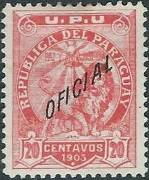 U.P.U
REPUBLICA DEL PARAGUAY
OFICIAL
20 CENTAVOS 20
1903